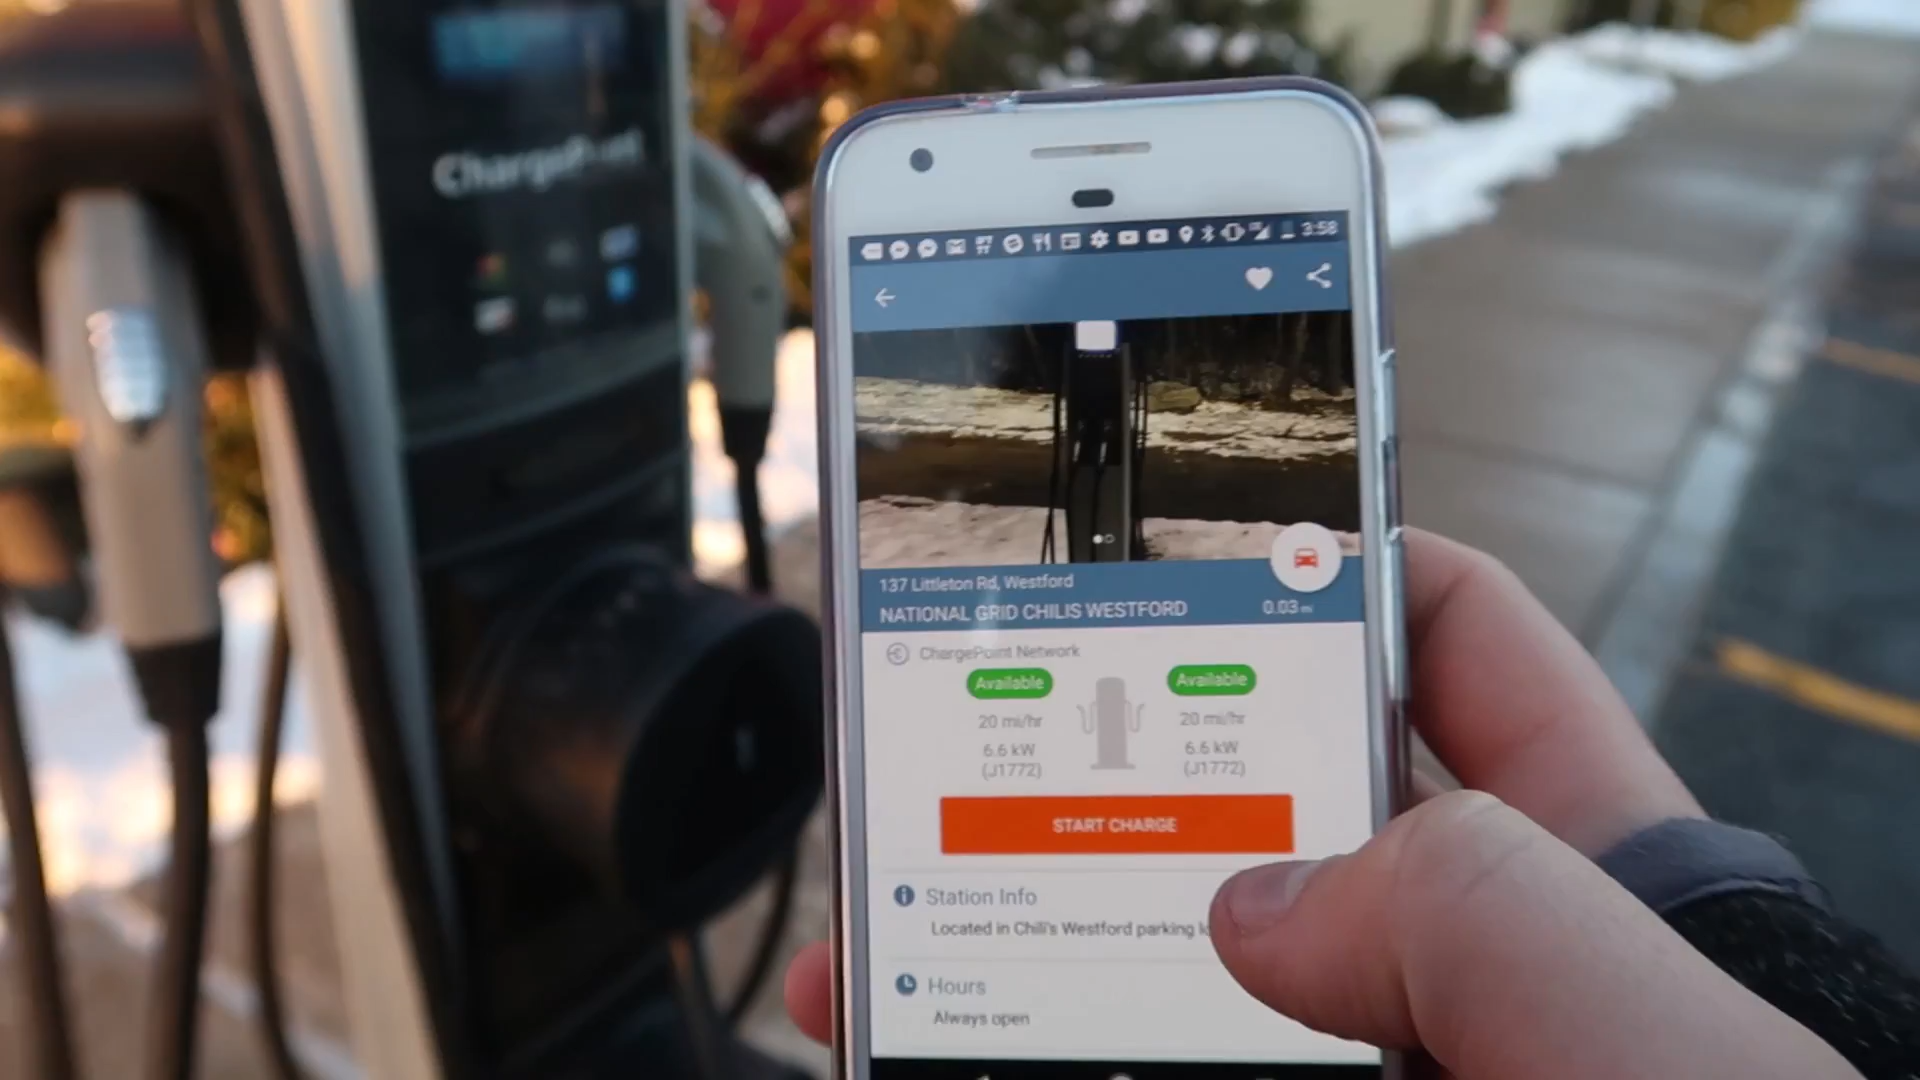 ChargePoint
3:58
137 Littleton Rd, Westford
NATIONAL GRID CHILIS WESTFORD
0.03 mi
ChargePoint Network
Available
Available
20 mi/hr
20 mi/hr
6.6 kW
6.6 kW
(J1772)
(J1772)
START CHARGE
Station Info
Located in Chili's Westford parking
Hours
Always open